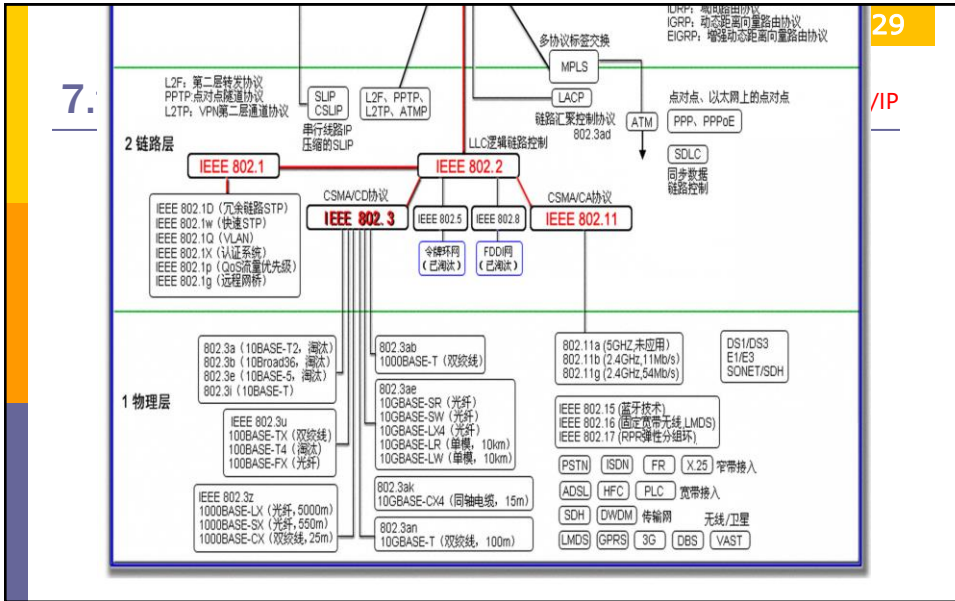 IDRP：域间路由协议
IGRP：动态距离向量路由协议
EIGRP：增强动态距离向量路由协议
29
多协议标签交换
MPLS
7.
/IP
L2F：第二层转发协议
PPTP:点对点隧道协议
L2TP：VPN第二层通道协议
SLIP
CSLIP
串行线路IP
压缩的SLIP
L2F、PPTP、
L2TP、ATMP
LACP
链路汇聚控制协议
802.3ad
ATM
点对点、以太网上的点对点
PPP、PPPoE
SDLC
同步数据
链路控制
2 链路层
LLC逻辑链路控制
IEEE 802.1
IEEE 802.2
CSMA/CD协议
CSMA/CA协议
IEEE 802.3
IEEE 802.5
IEEE 802.8
IEEE 802.11
IEEE 802.1D（冗余链路STP）
IEEE 802.1w（快速STP）
IEEE 802.1Q（VLAN）
IEEE 802.1X（认证系统）
IEEE 802.1p（QoS流量优先级）
IEEE 802.1g（远程网桥）
令牌环网
（已淘汰）
FDDI网
（已淘汰）
1 物理层
802.3a（10BASE-T2，淘汰）
802.3b（10Broad36，淘汰）
802.3e（10BASE-5，淘汰）
802.3i（10BASE-T）
IEEE 802.3u
100BASE-TX（双绞线）
100BASE-T4（淘汰）
100BASE-FX（光纤）
IEEE 802.3z
1000BASE-LX（光纤，5000m）
1000BASE-SX（光纤，550m）
1000BASE-CX（双绞线，25m）
802.3ab
1000BASE-T（双绞线）
802.3ae
10GBASE-SR（光纤）
10GBASE-SW（光纤）
10GBASE-LX4（光纤）
10GBASE-LR（单模，10km）
10GBASE-LW（单模，10km）
802.3ak
10GBASE-CX4（同轴电缆，15m）
802.3an
10GBASE-T（双绞线，100m）
802.11a（5GHZ,未应用）
802.11b（2.4GHz,11Mb/s）
802.11g（2.4GHz,54Mb/s）
DS1/DS3
E1/E3
SONET/SDH
IEEE 802.15（蓝牙技术）
IEEE 802.16（固定宽带无线,LMDS）
IEEE 802.17（RPR弹性分组环）
PSTN ISDN FR X.25 窄带接入
ADSL HFC PLC 宽带接入
SDH DWDM 传输网 无线/卫星
LMDS GPRS 3G DBS VAST